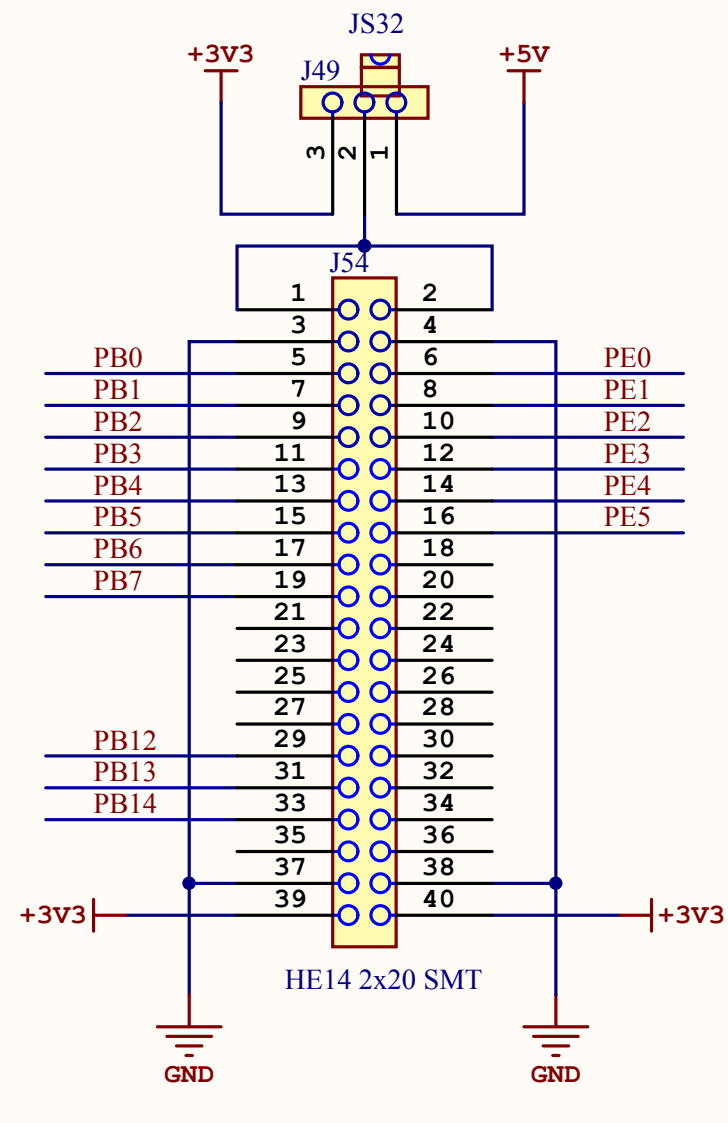 JS32
+3V3 +5V
J49
3 2 1
J54
1 2
3 4
PB0 5 6 PE0
PB1 7 8 PE1
PB2 9 10 PE2
PB3 11 12 PE3
PB4 13 14 PE4
PB5 15 16 PE5
PB6 17 18
PB7 19 20
21 22
23 24
25 26
27 28
PB12 29 30
PB13 31 32
PB14 33 34
35 36
37 38
+3V3 39 40 +3V3
HE14 2x20 SMT
GND GND